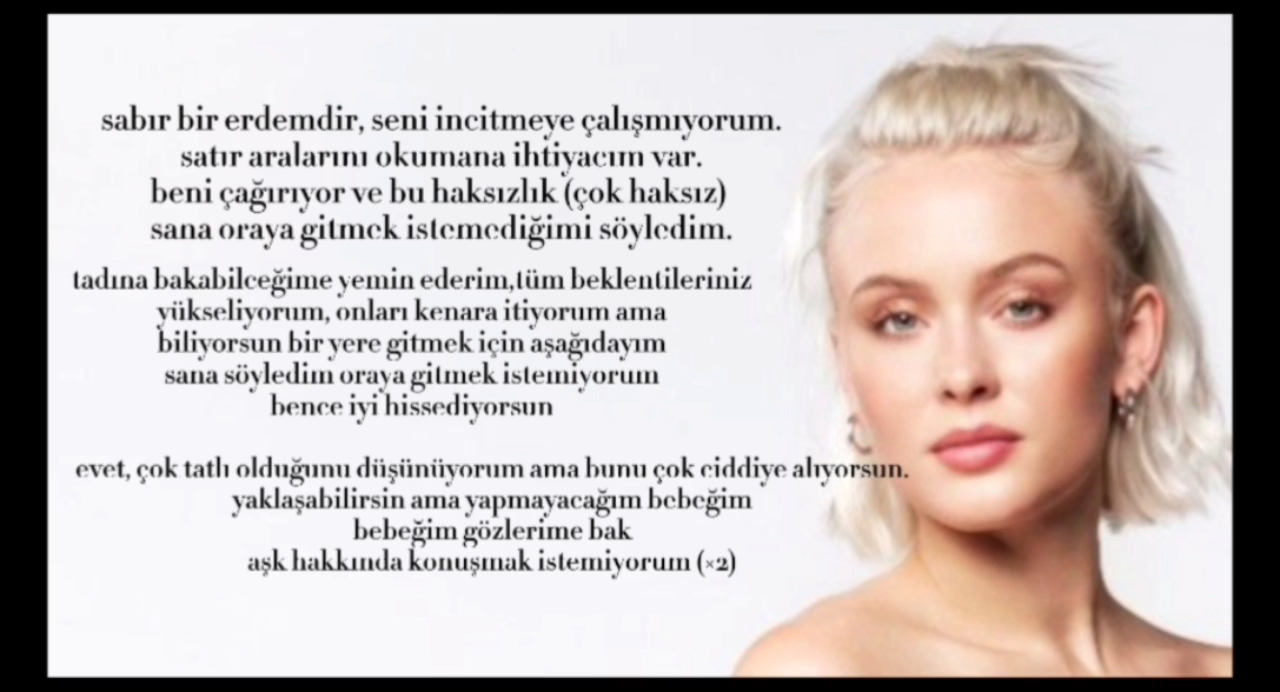 sabır bir erdemdir, seni incitmeye çalışmıyorum.
satır aralarını okumana ihtiyacım var.
beni çağırıyor ve bu haksızlık (çok haksız)
sana oraya gitmek istemediğimi söyledim.
tadına bakabilceğime yemin ederim,tüm beklentileriniz
yükseliyorum, onları kenara itiyorum ama
biliyorsun bir yere gitmek için aşağıdayım
sana söyledim oraya gitmek istemiyorum
bence iyi hissediyorsun
evet, çok tatlı olduğunu düşünüyorum ama bunu çok ciddiye alıyorsun.
yaklaşabilirsin ama yapmayacağım bebeğim
bebeğim gözlerime bak
aşk hakkında konuşmak istemiyorum (×2)